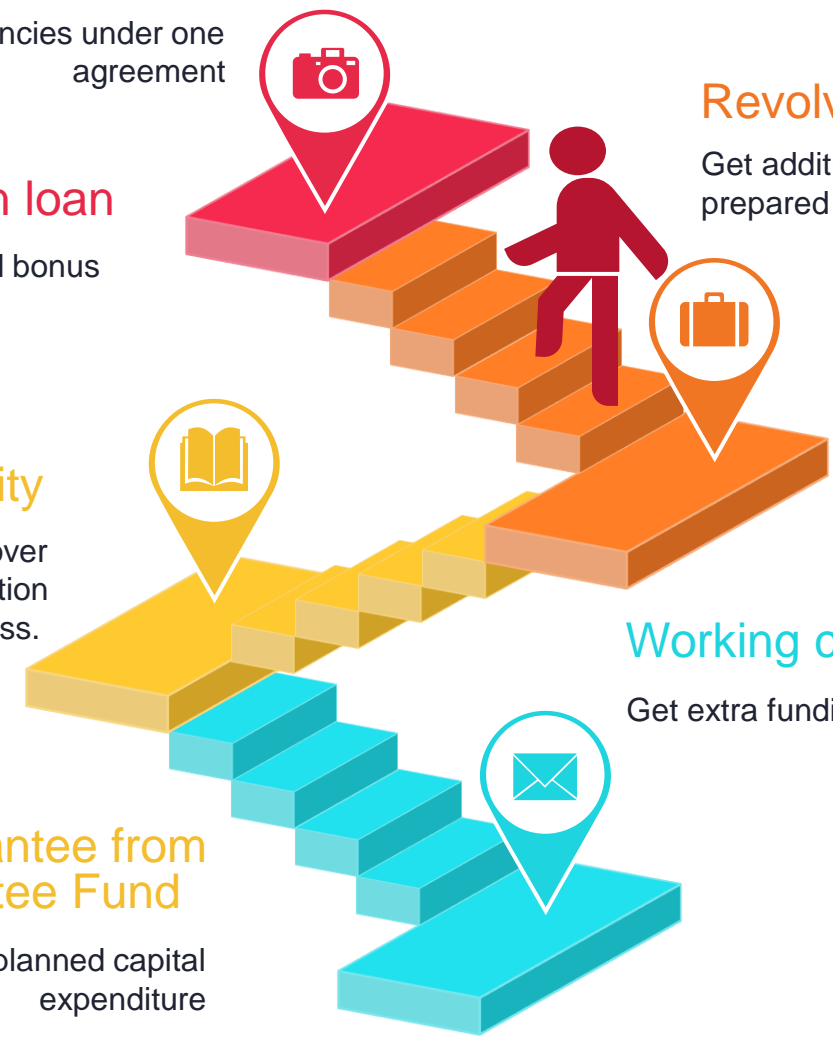 ncies under one
agreement
Revolv
Get addit
prepared
n loan
l bonus
ity
over
tion
ss.
Working c
Get extra fundi
antee from
tee Fund
planned capital
expenditure